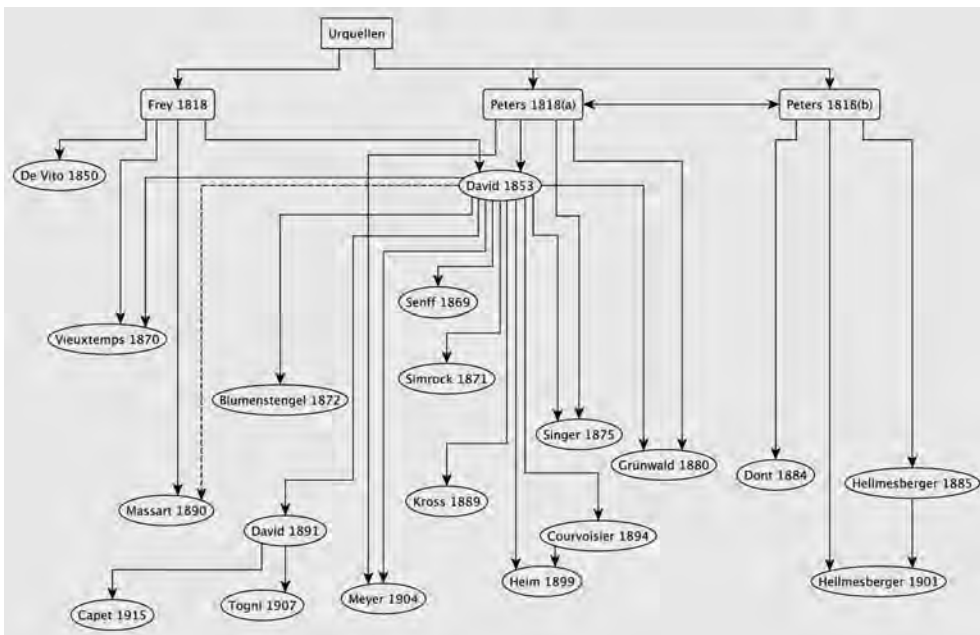 Urquellen
Frey 1818
Peters 1818(a)
Peters 1818(b)
De Vito 1850
David 1853
Senff 1869
Vieuxtemps 1870
Simrock 1871
Blumenstengel 1872
Singer 1875
Grünwald 1880
Dont 1884
Hellmesberger 1885
Kross 1889
Massart 1890
David 1891
Courvoisier 1894
Heim 1899
Hellmesberger 1901
Meyer 1904
Togni 1907
Capet 1915